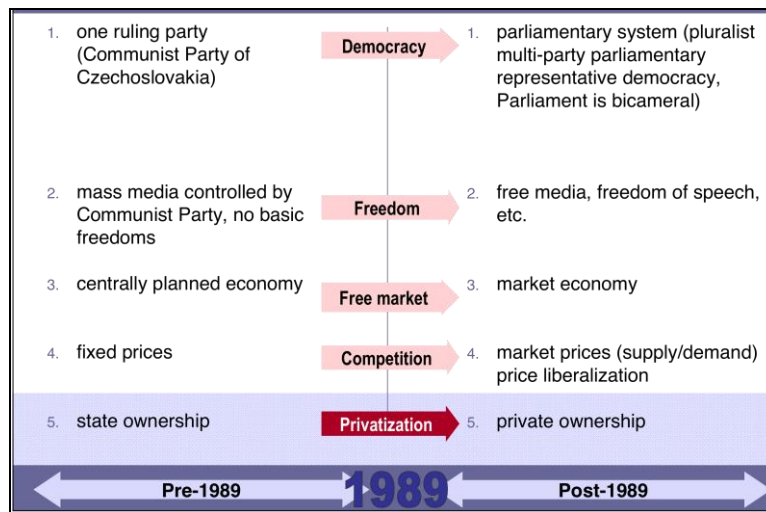 1. one ruling party
(Communist Party of
Czechoslovakia)
Democracy
1. parliamentary system (pluralist
multi-party parliamentary
representative democracy,
Parliament is bicameral)
2. mass media controlled by
Communist Party, no basic
freedoms
Freedom
2. free media, freedom of speech,
etc.
3. centrally planned economy
Free market
3. market economy
4. fixed prices
Competition
4. market prices (supply/demand)
price liberalization
5. state ownership
Privatization
5. private ownership
Pre-1989
1989
Post-1989